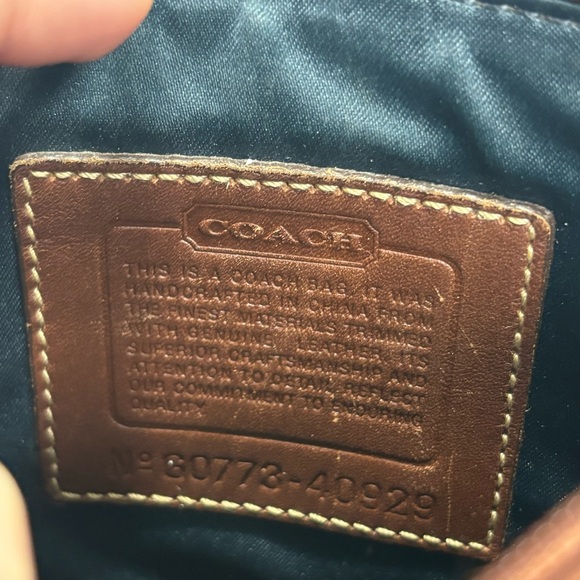 COACH
THIS IS A COACH BAG. IT WAS
HANDCRAFTED IN CHINA FROM
THE FINEST MATERIALS TRIMMED
WITH GENUINE LEATHER. ITS
SUPERIOR CRAFTSMANSHIP AND
ATTENTION TO DETAIL REFLECT
OUR COMMITMENT TO ENDURING
QUALITY.
Nº G0773-40929